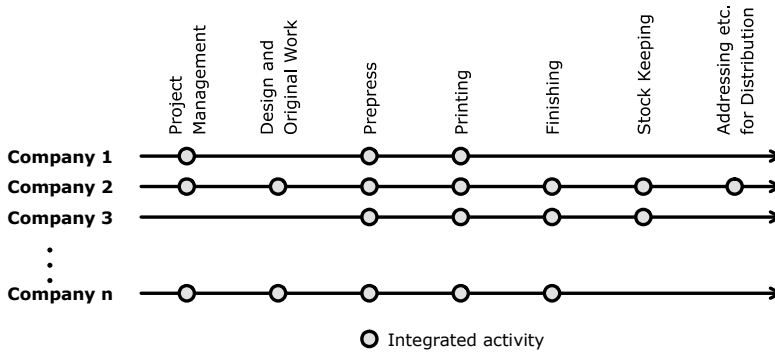 Project
Management
Design and
Original Work
Prepress
Printing
Finishing
Stock Keeping
Addressing etc.
for Distribution
Company 1
Company 2
Company 3
Company n
Integrated activity